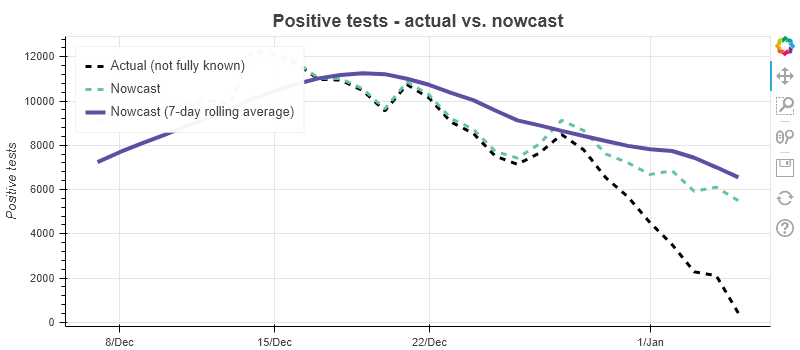 Positive tests - actual vs. nowcast
Actual (not fully known)
Nowcast
Nowcast (7-day rolling average)
Positive tests
12000
10000
8000
6000
4000
2000
0
8/Dec
15/Dec
22/Dec
1/Jan